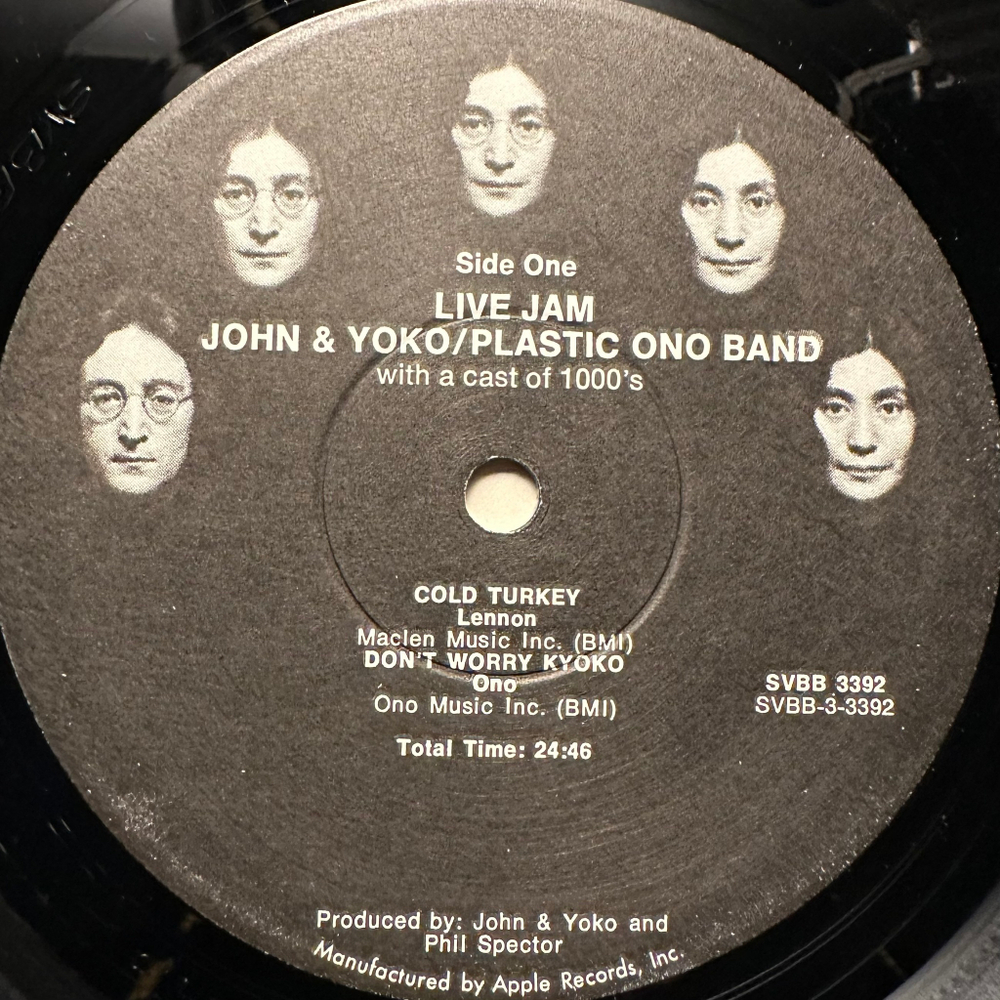 Side One
LIVE JAM
JOHN & YOKO/PLASTIC ONO BAND
with a cast of 1000's
COLD TURKEY
Lennon
Maclen Music Inc. (BMI)
DON'T WORRY KYOKO
Ono
Ono Music Inc. (BMI)
SVBB 3392
SVBB-3-3392
Total Time: 24:46
Produced by: John & Yoko and
Phil Spector
Manufactured by Apple Records, Inc.